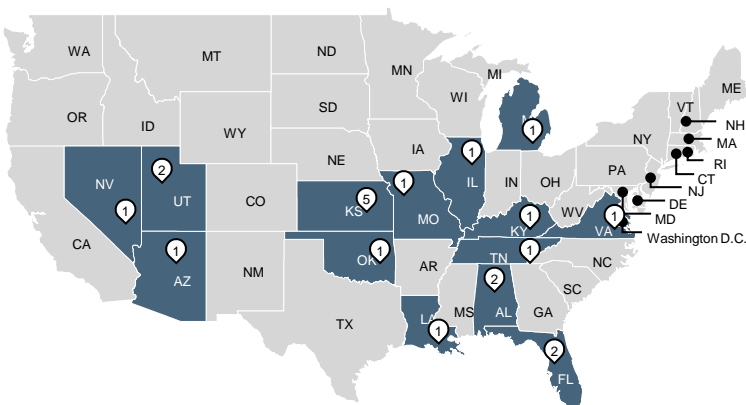 WA
MT
ND
MN
MI
ME
OR
ID
SD
WI
VT
NH
WY
NY
MA
NE
IA
1
1
RI
PA
CT
NV
2
UT
CO
KS
5
1
MO
IL
IN
OH
NJ
DE
MD
WV
1
KY
1
VA
1
Washington D.C.
CA
1
AZ
NM
OK
1
AR
TN
1
NC
SC
TX
LA
1
MS
2
AL
GA
2
FL